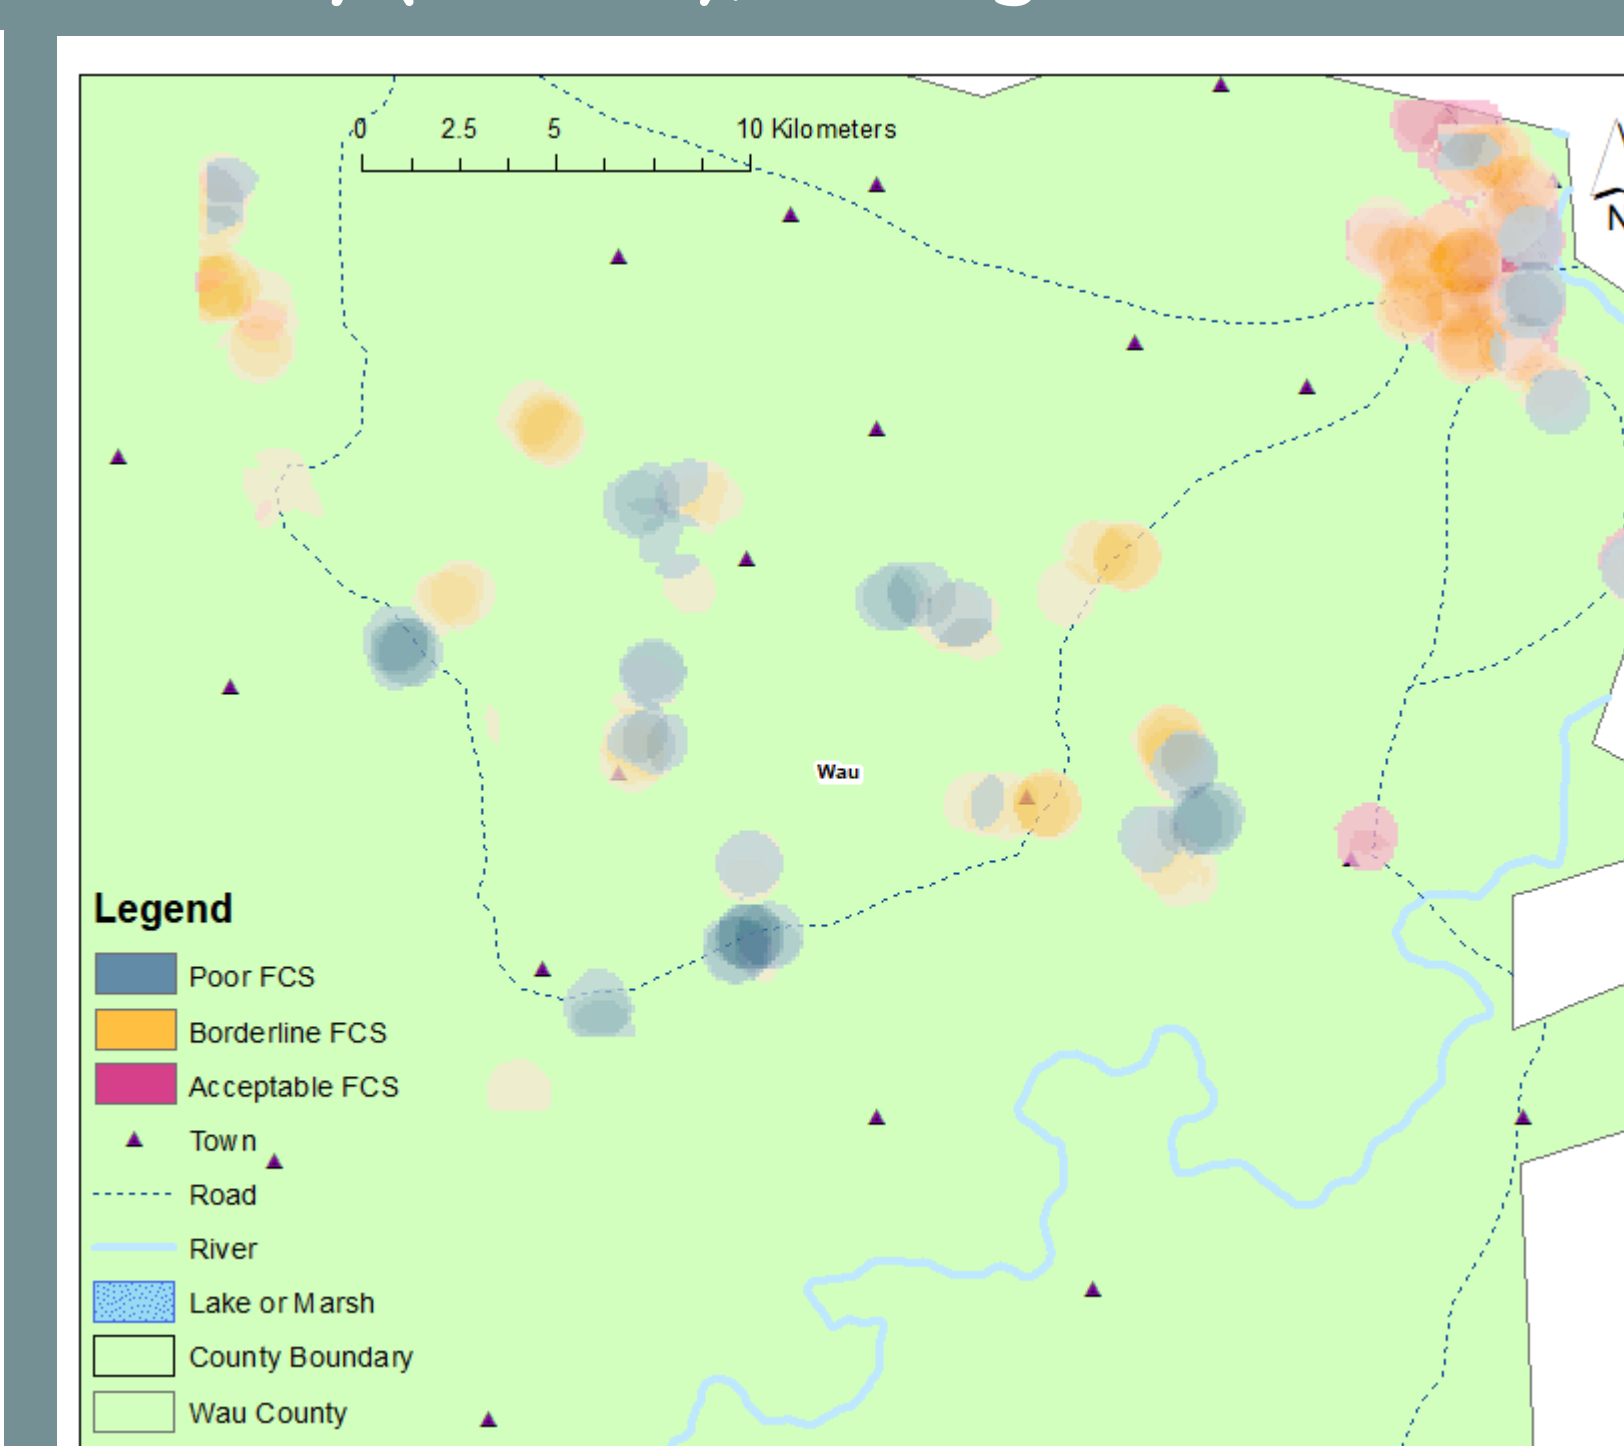 0 2.5 5 10 Kilometers
N
Wau
Legend
Poor FCS
Borderline FCS
Acceptable FCS
Town
Road
River
Lake or Marsh
County Boundary
Wau County